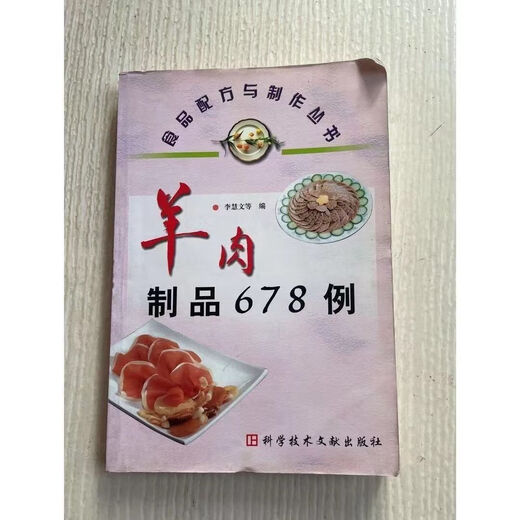 食品配方与制作丛书
李慧文等 编
羊肉
制品678例
科学技术文献出版社